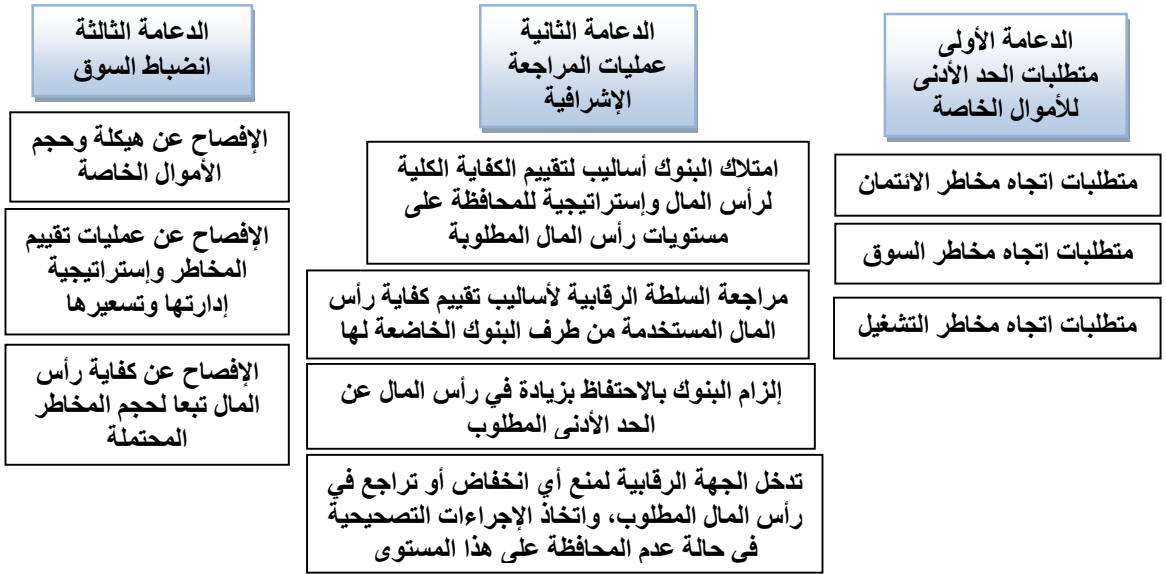 الدعامة الأولى
متطلبات الحد الأدنى
للأموال الخاصة
متطلبات اتجاه مخاطر الائتمان
متطلبات اتجاه مخاطر السوق
متطلبات اتجاه مخاطر التشغيل
الدعامة الثانية
عمليات المراجعة
الإشرافية
امتلاك البنوك أساليب لتقييم الكفاية الكلية
لرأس المال وإستراتيجية للمحافظة على
مستويات رأس المال المطلوبة
مراجعة السلطة الرقابية لأساليب تقييم كفاية رأس
المال المستخدمة من طرف البنوك الخاضعة لها
إلزام البنوك بالاحتفاظ بزيادة في رأس المال عن
الحد الأدنى المطلوب
تدخل الجهة الرقابية لمنع أي انخفاض أو تراجع في
رأس المال المطلوب، واتخاذ الإجراءات التصحيحية
في حالة عدم المحافظة على هذا المستوى
الدعامة الثالثة
انضباط السوق
الإفصاح عن هيكلة وحجم
الأموال الخاصة
الإفصاح عن عمليات تقييم
المخاطر وإستراتيجية
إدارتها وتسعيرها
الإفصاح عن كفاية رأس
المال تبعا لحجم المخاطر
المحتملة